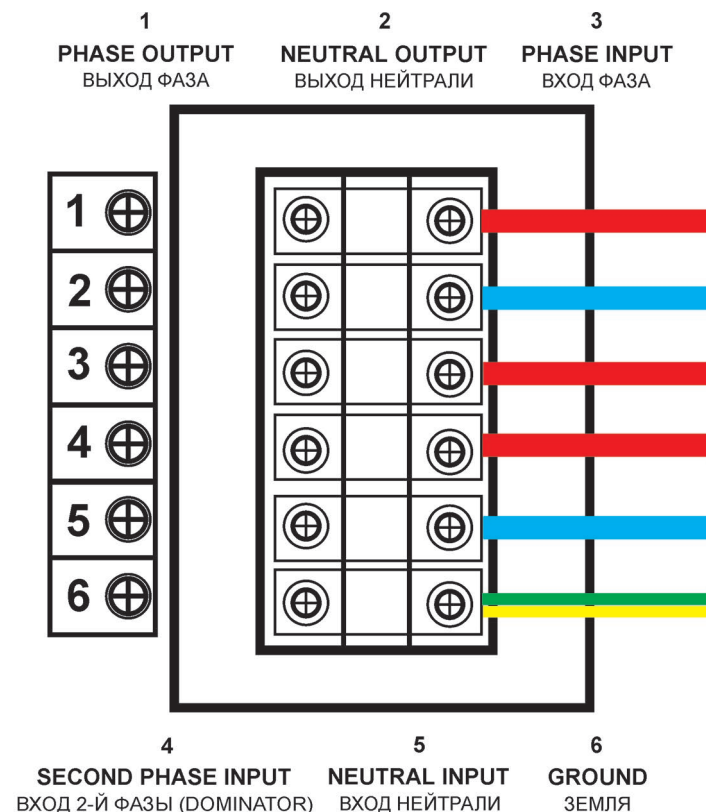 1 2 3
PHASE OUTPUT NEUTRAL OUTPUT PHASE INPUT
ВЫХОД ФАЗА ВЫХОД НЕЙТРАЛИ ВХОД ФАЗА
1
2
3
4
5
6
4 5 6
SECOND PHASE INPUT NEUTRAL INPUT GROUND
ВХОД 2-Й ФАЗЫ (DOMINATOR) ВХОД НЕЙТРАЛИ ЗЕМЛЯ